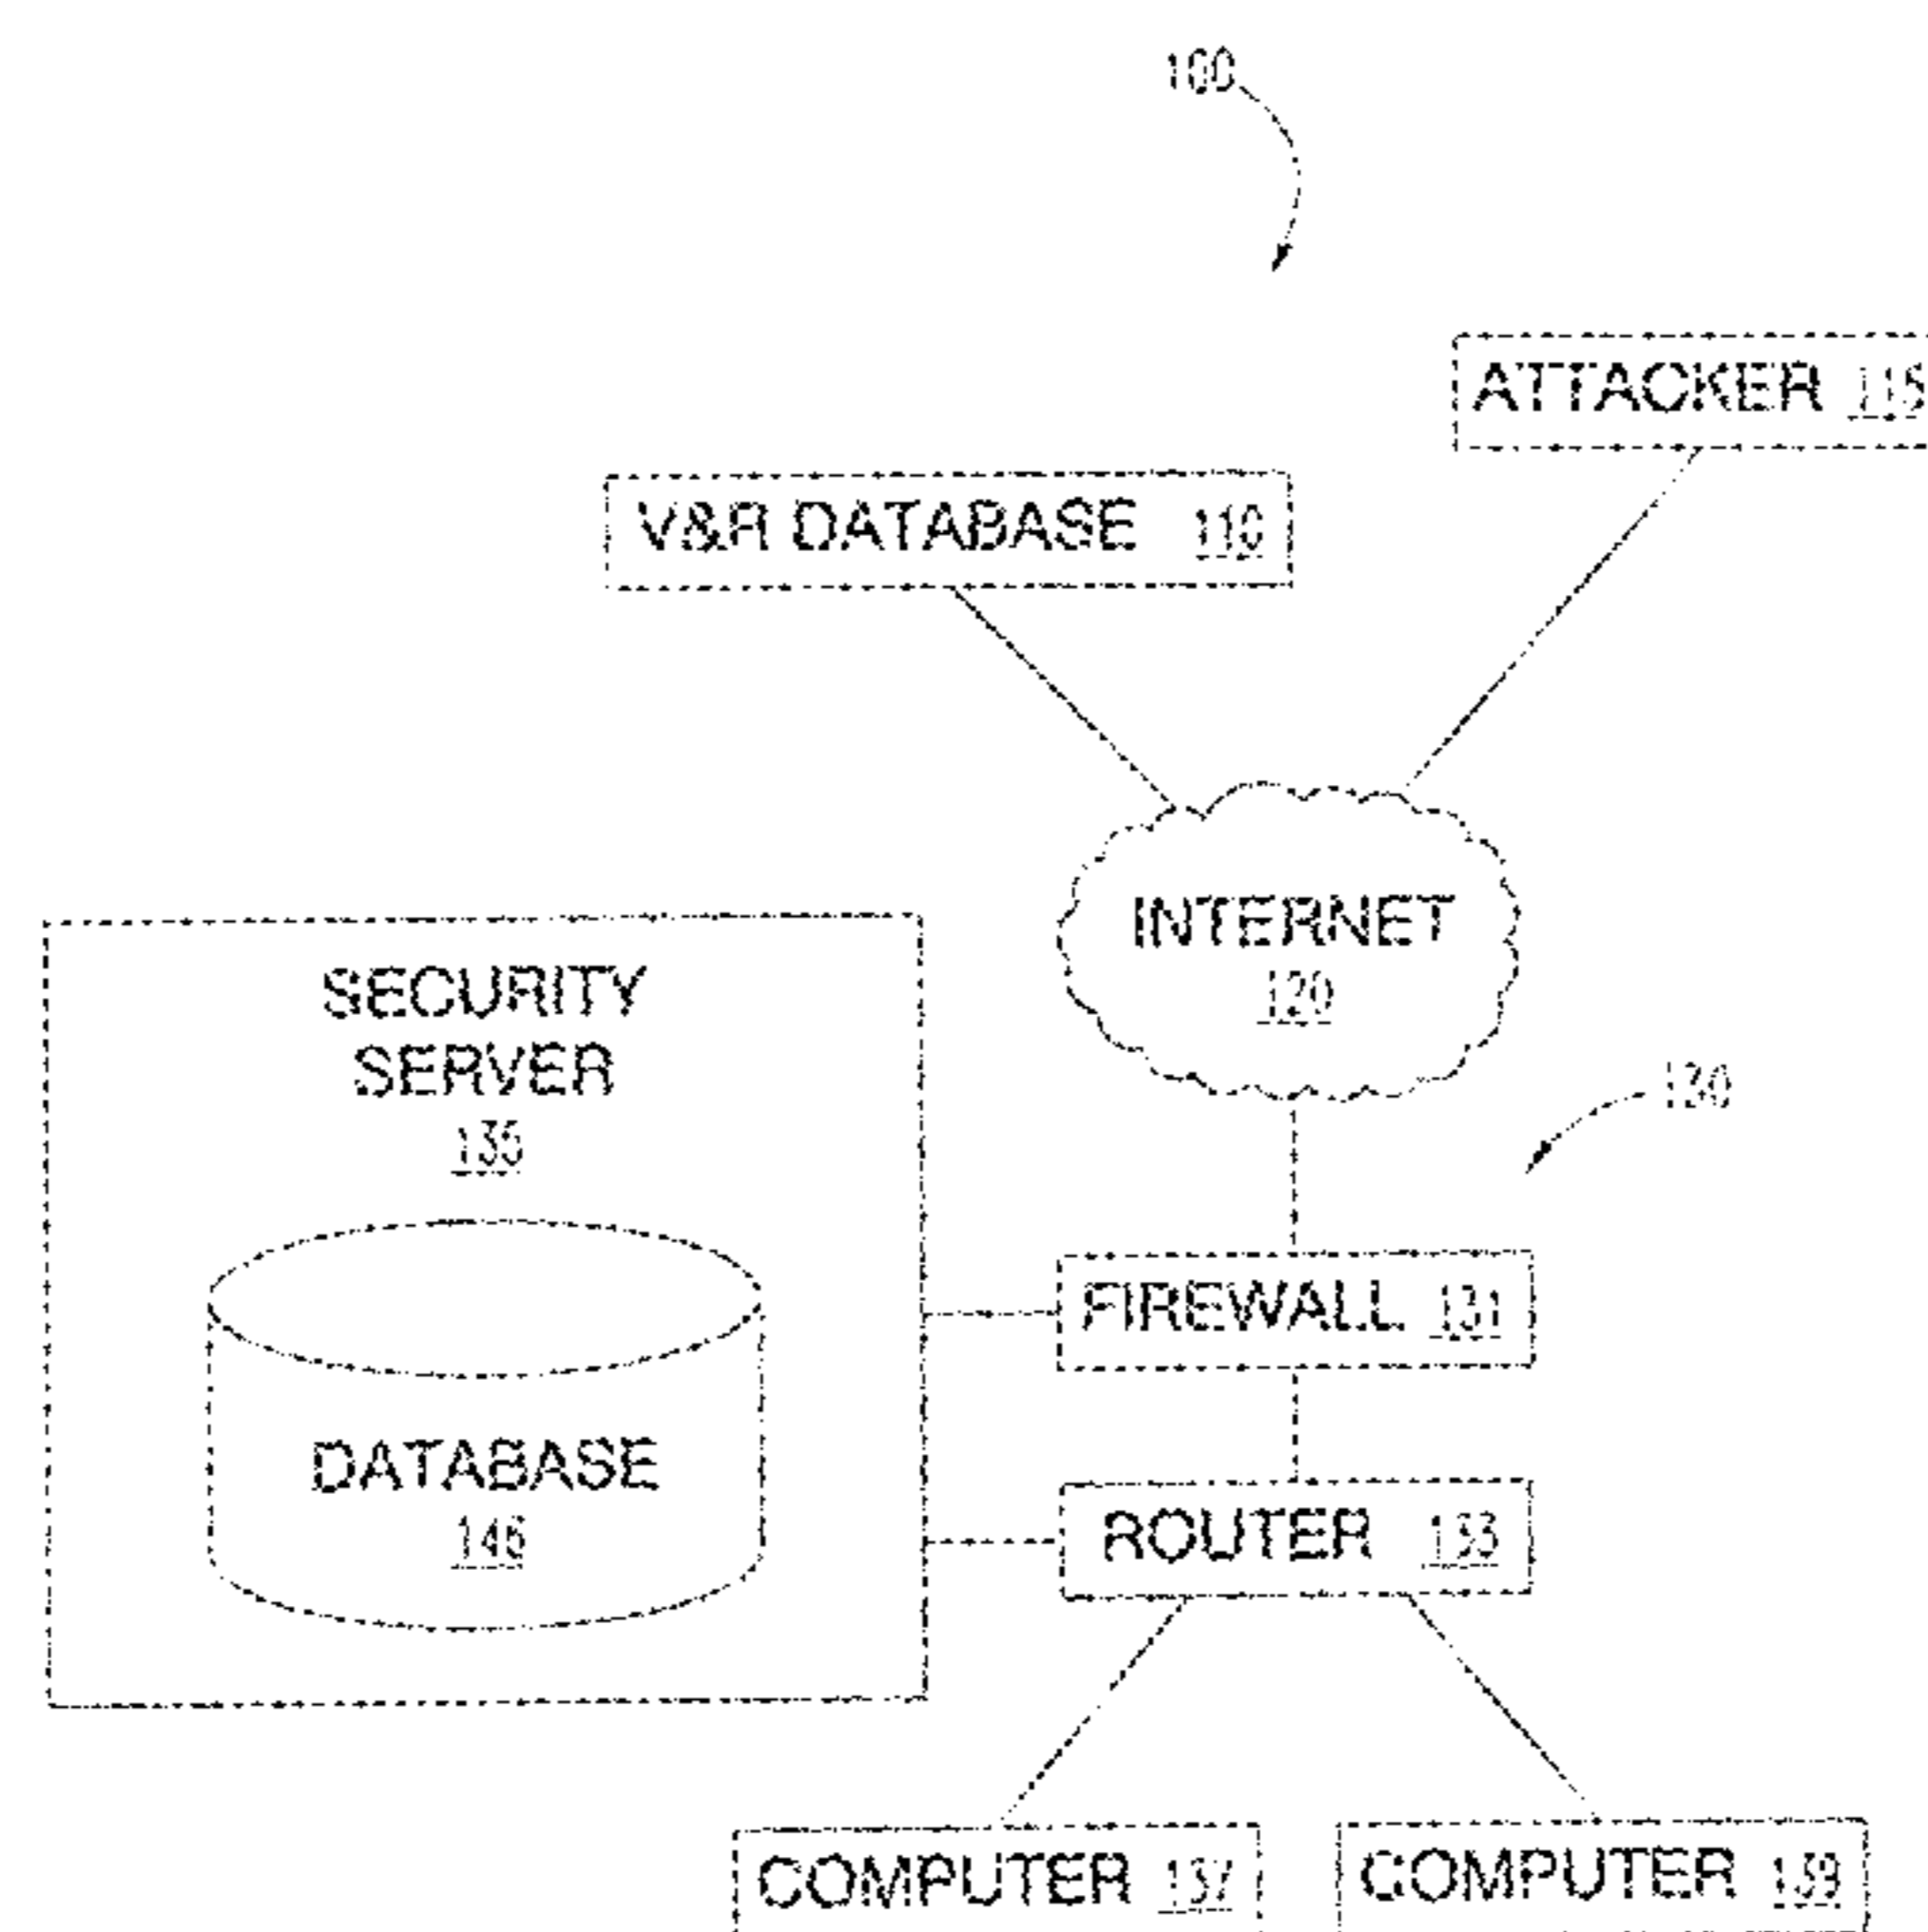 100
ATTACKER 115
V&R DATABASE 110
INTERNET
120
SECURITY
SERVER
135
130
FIREWALL 131
DATABASE
146
ROUTER 133
COMPUTER 137
COMPUTER 139